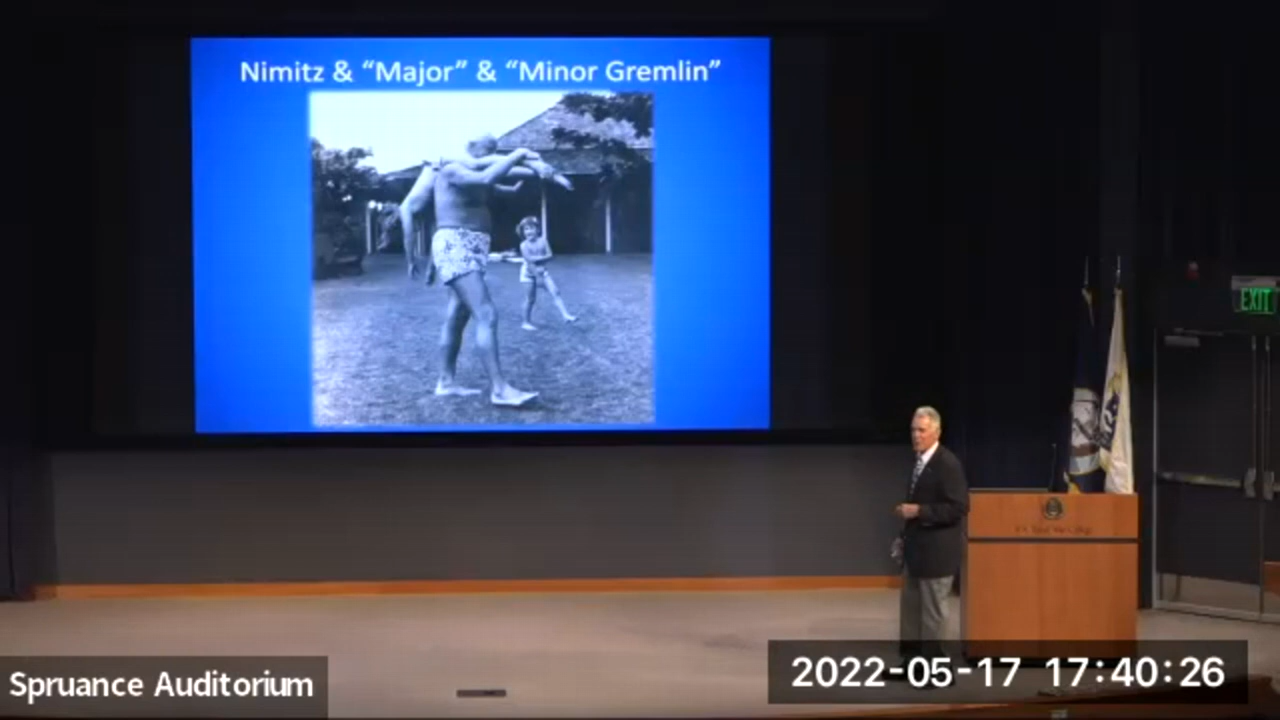 Nimitz & “Major” & “Minor Gremlin”
EXIT
Spruance Auditorium
2022-05-17 17:40:26